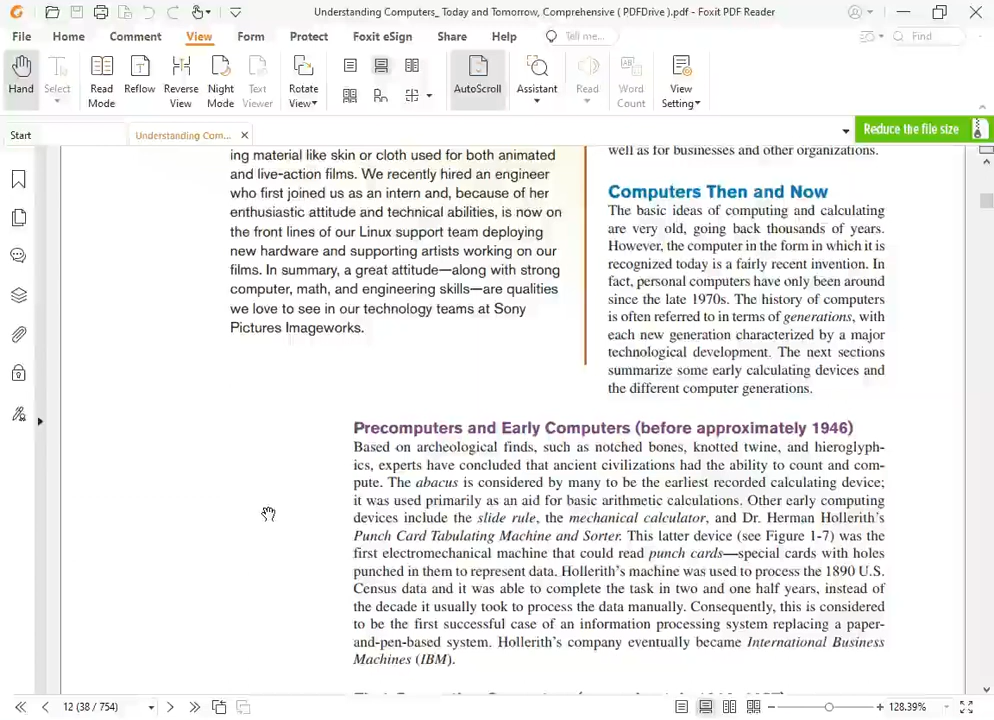 Understanding Computers_ Today and Tomorrow, Comprehensive ( PDFDrive ).pdf - Foxit PDF Reader
File Home Comment View Form Protect Foxit eSign Share Help Tell me... Find
Hand Select Read Mode Reflow Reverse View Night Mode Text Viewer Rotate View AutoScroll Assistant Read Word Count View Setting
Start Understanding Com... Reduce the file size
ing material like skin or cloth used for both animated
and live-action films. We recently hired an engineer
who first joined us as an intern and, because of her
enthusiastic attitude and technical abilities, is now on
the front lines of our Linux support team deploying
new hardware and supporting artists working on our
films. In summary, a great attitude—along with strong
computer, math, and engineering skills—are qualities
we love to see in our technology teams at Sony
Pictures Imageworks.
well as for businesses and other organizations.
Computers Then and Now
The basic ideas of computing and calculating
are very old, going back thousands of years.
However, the computer in the form in which it is
recognized today is a fairly recent invention. In
fact, personal computers have only been around
since the late 1970s. The history of computers
is often referred to in terms of generations, with
each new generation characterized by a major
technological development. The next sections
summarize some early calculating devices and
the different computer generations.
Precomputers and Early Computers (before approximately 1946)
Based on archeological finds, such as notched bones, knotted twine, and hieroglyph-
ics, experts have concluded that ancient civilizations had the ability to count and com-
pute. The abacus is considered by many to be the earliest recorded calculating device;
it was used primarily as an aid for basic arithmetic calculations. Other early computing
devices include the slide rule, the mechanical calculator, and Dr. Herman Hollerith's
Punch Card Tabulating Machine and Sorter. This latter device (see Figure 1-7) was the
first electromechanical machine that could read punch cards—special cards with holes
punched in them to represent data. Hollerith's machine was used to process the 1890 U.S.
Census data and it was able to complete the task in two and one half years, instead of
the decade it usually took to process the data manually. Consequently, this is considered
to be the first successful case of an information processing system replacing a paper-
and-pen-based system. Hollerith's company eventually became International Business
Machines (IBM).
12 (38 / 754) 128.39%